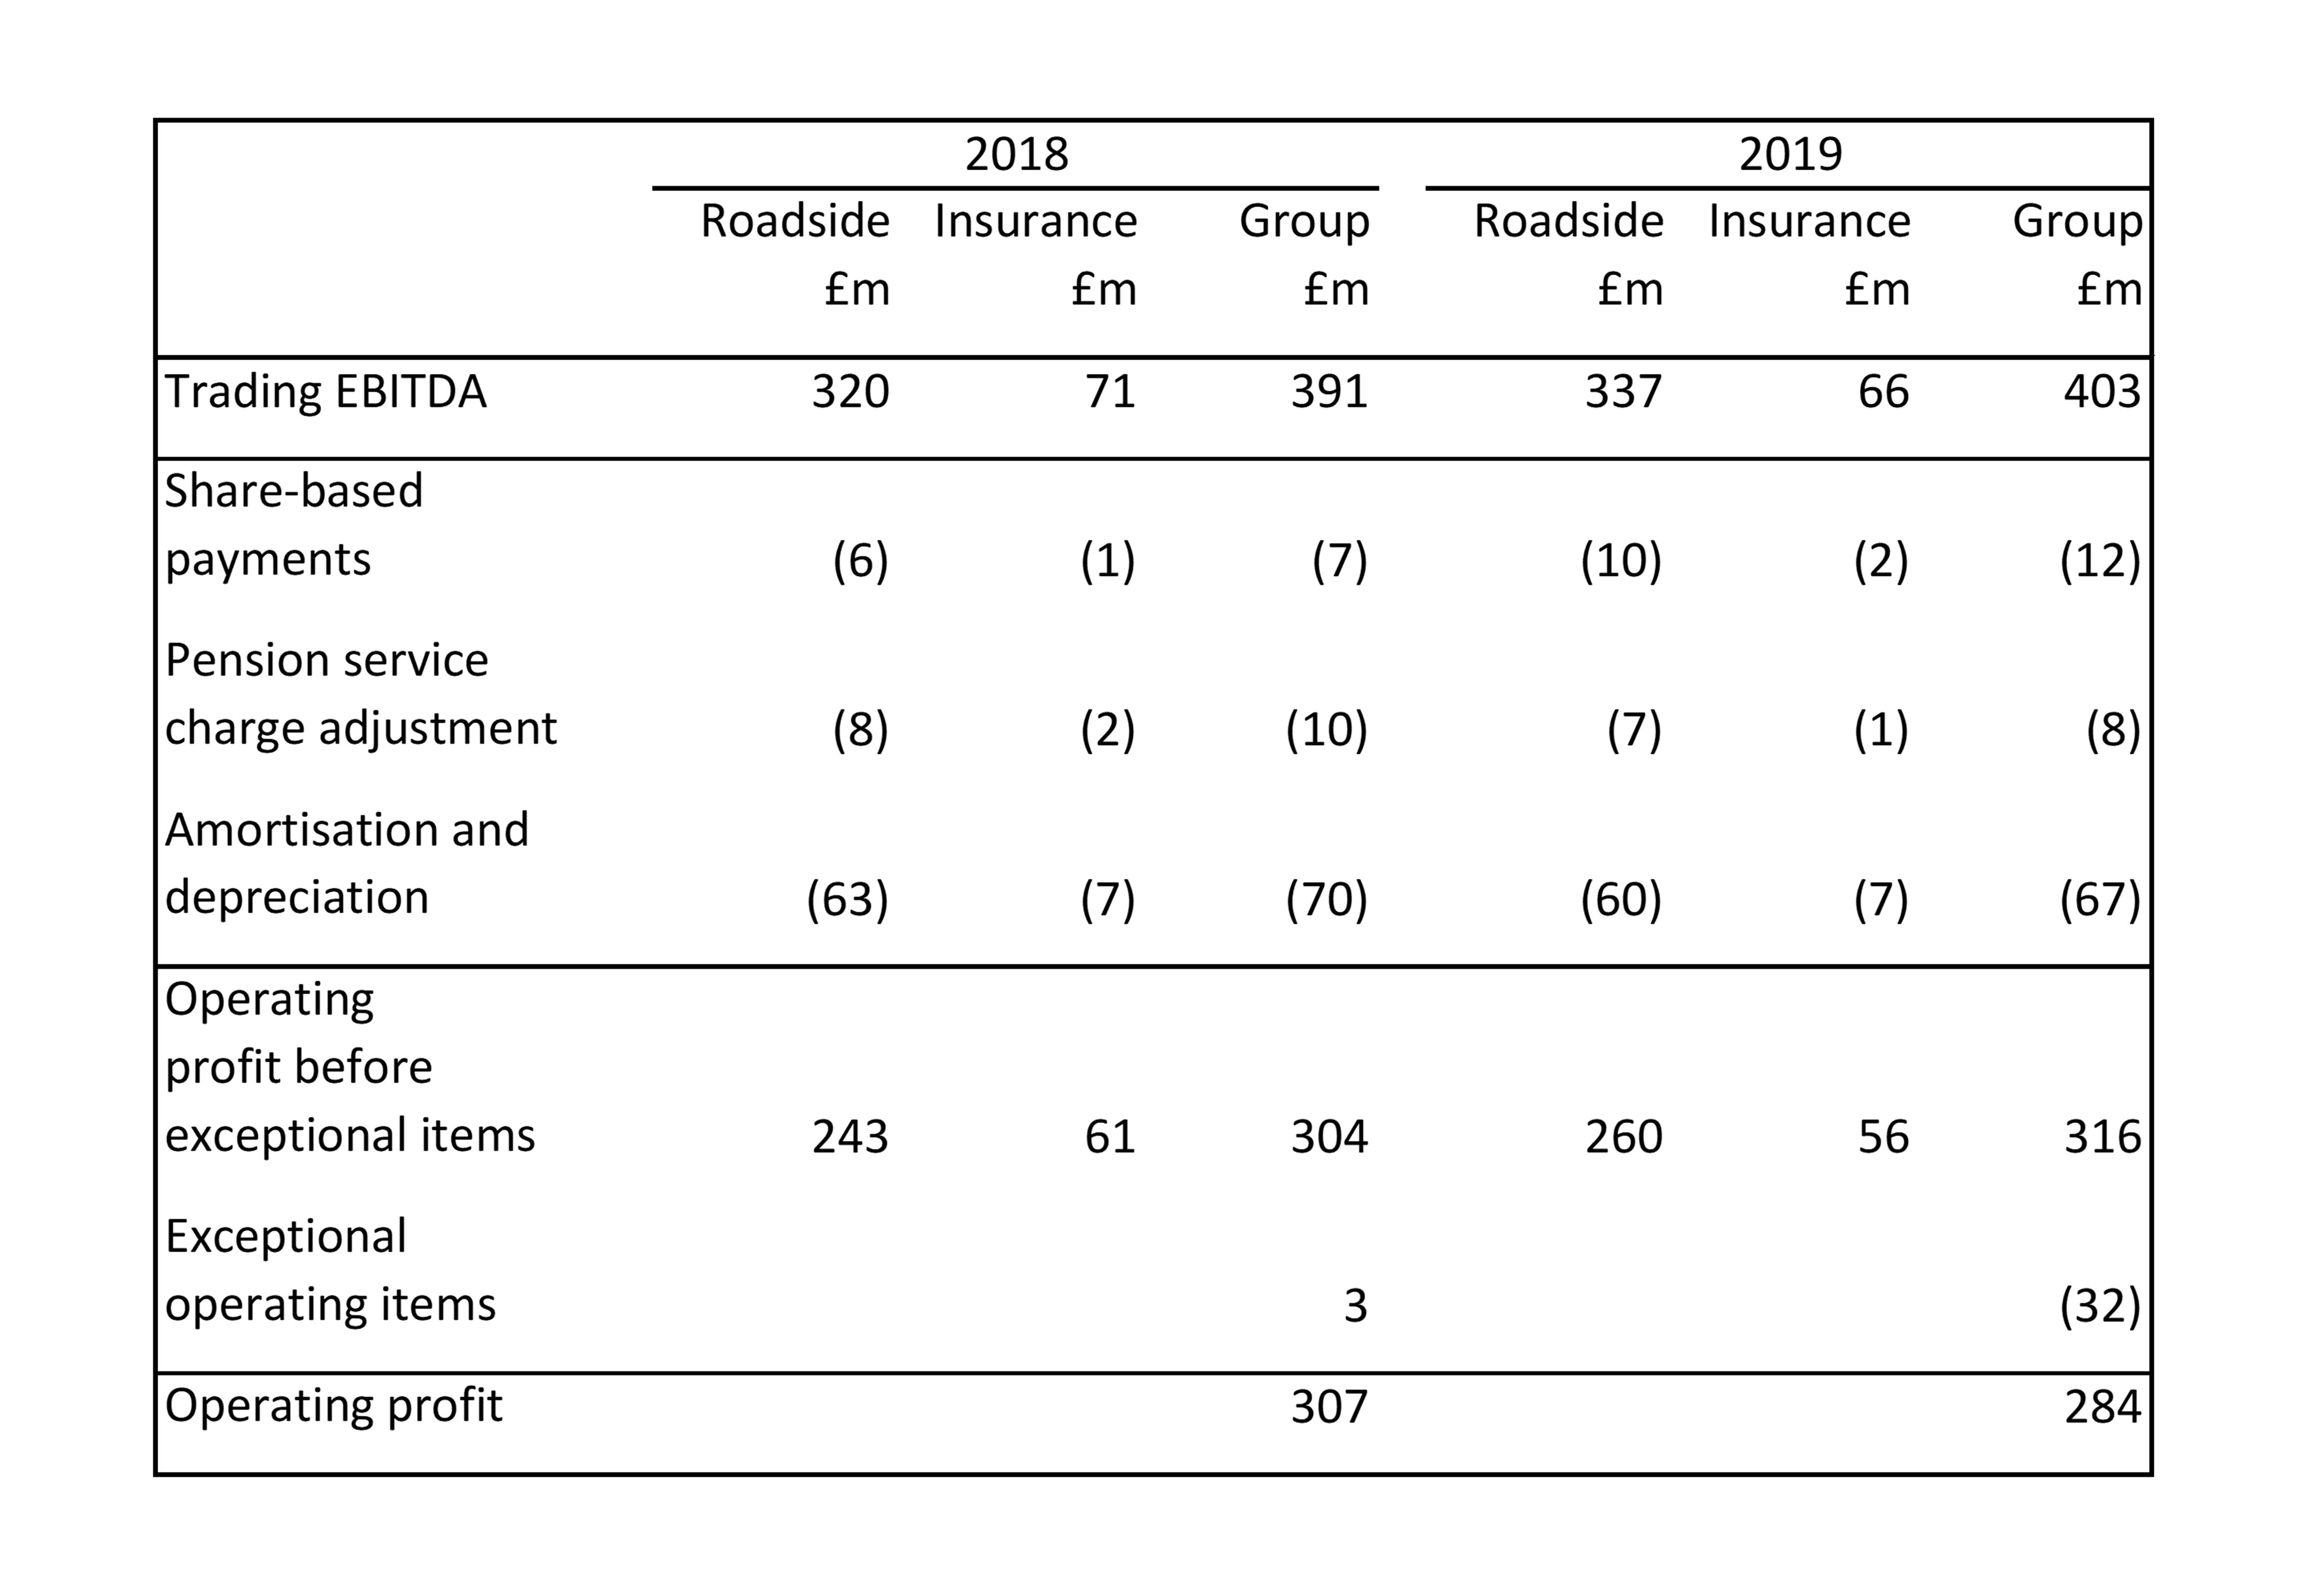 2018 2019
Roadside Insurance Group Roadside Insurance Group
£m £m £m £m £m £m
Trading EBITDA 320 71 391 337 66 403
Share-based
payments (6) (1) (7) (10) (2) (12)
Pension service
charge adjustment (8) (2) (10) (7) (1) (8)
Amortisation and
depreciation (63) (7) (70) (60) (7) (67)
Operating
profit before
exceptional items 243 61 304 260 56 316
Exceptional
operating items 3 (32)
Operating profit 307 284